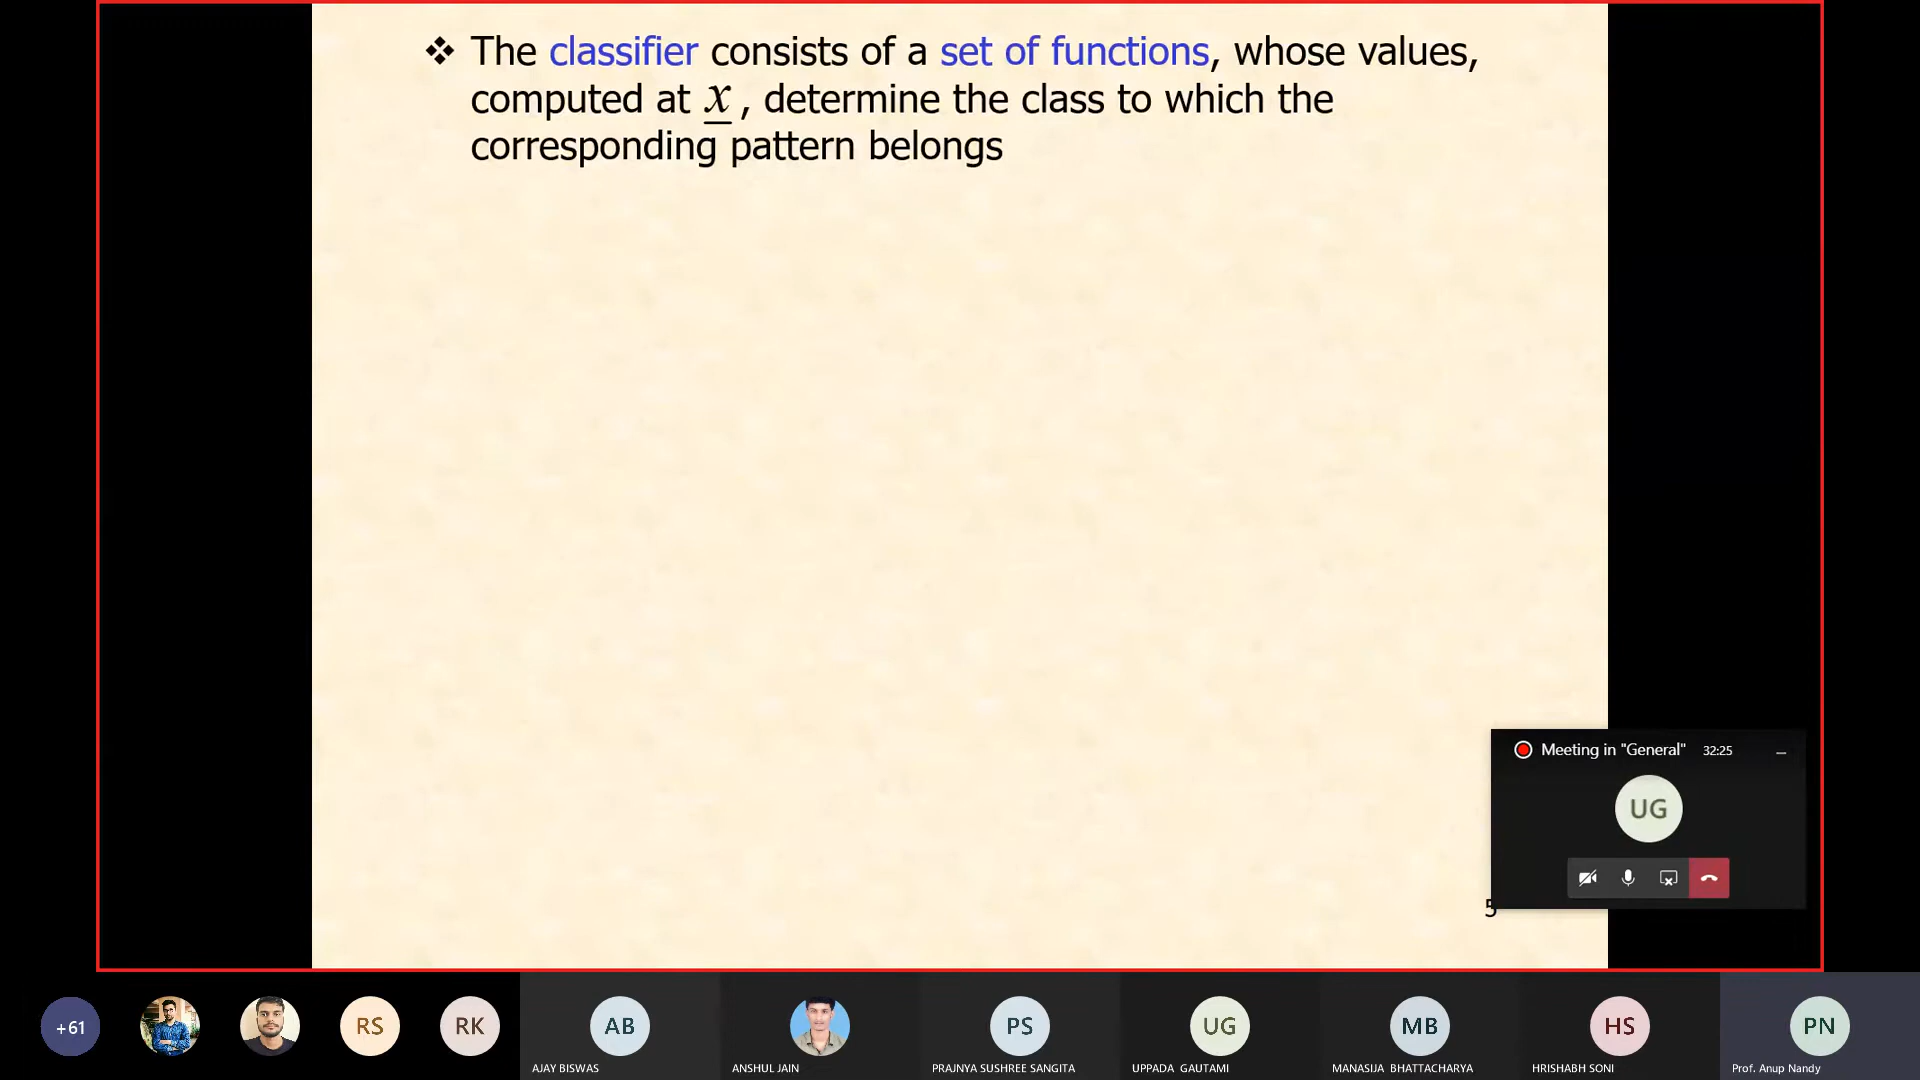 ❖ The classifier consists of a set of functions, whose values,
computed at x , determine the class to which the
corresponding pattern belongs
Meeting in "General" 32:25
UG
5
+61
RS
RK
AB
PS
UG
MB
HS
PN
AJAY BISWAS
ANSHUL JAIN
PRAJNYA SUSHREE SANGITA
UPPADA GAUTAMI
MANASIJA BHATTACHARYA
HRISHABH SONI
Prof. Anup Nandy